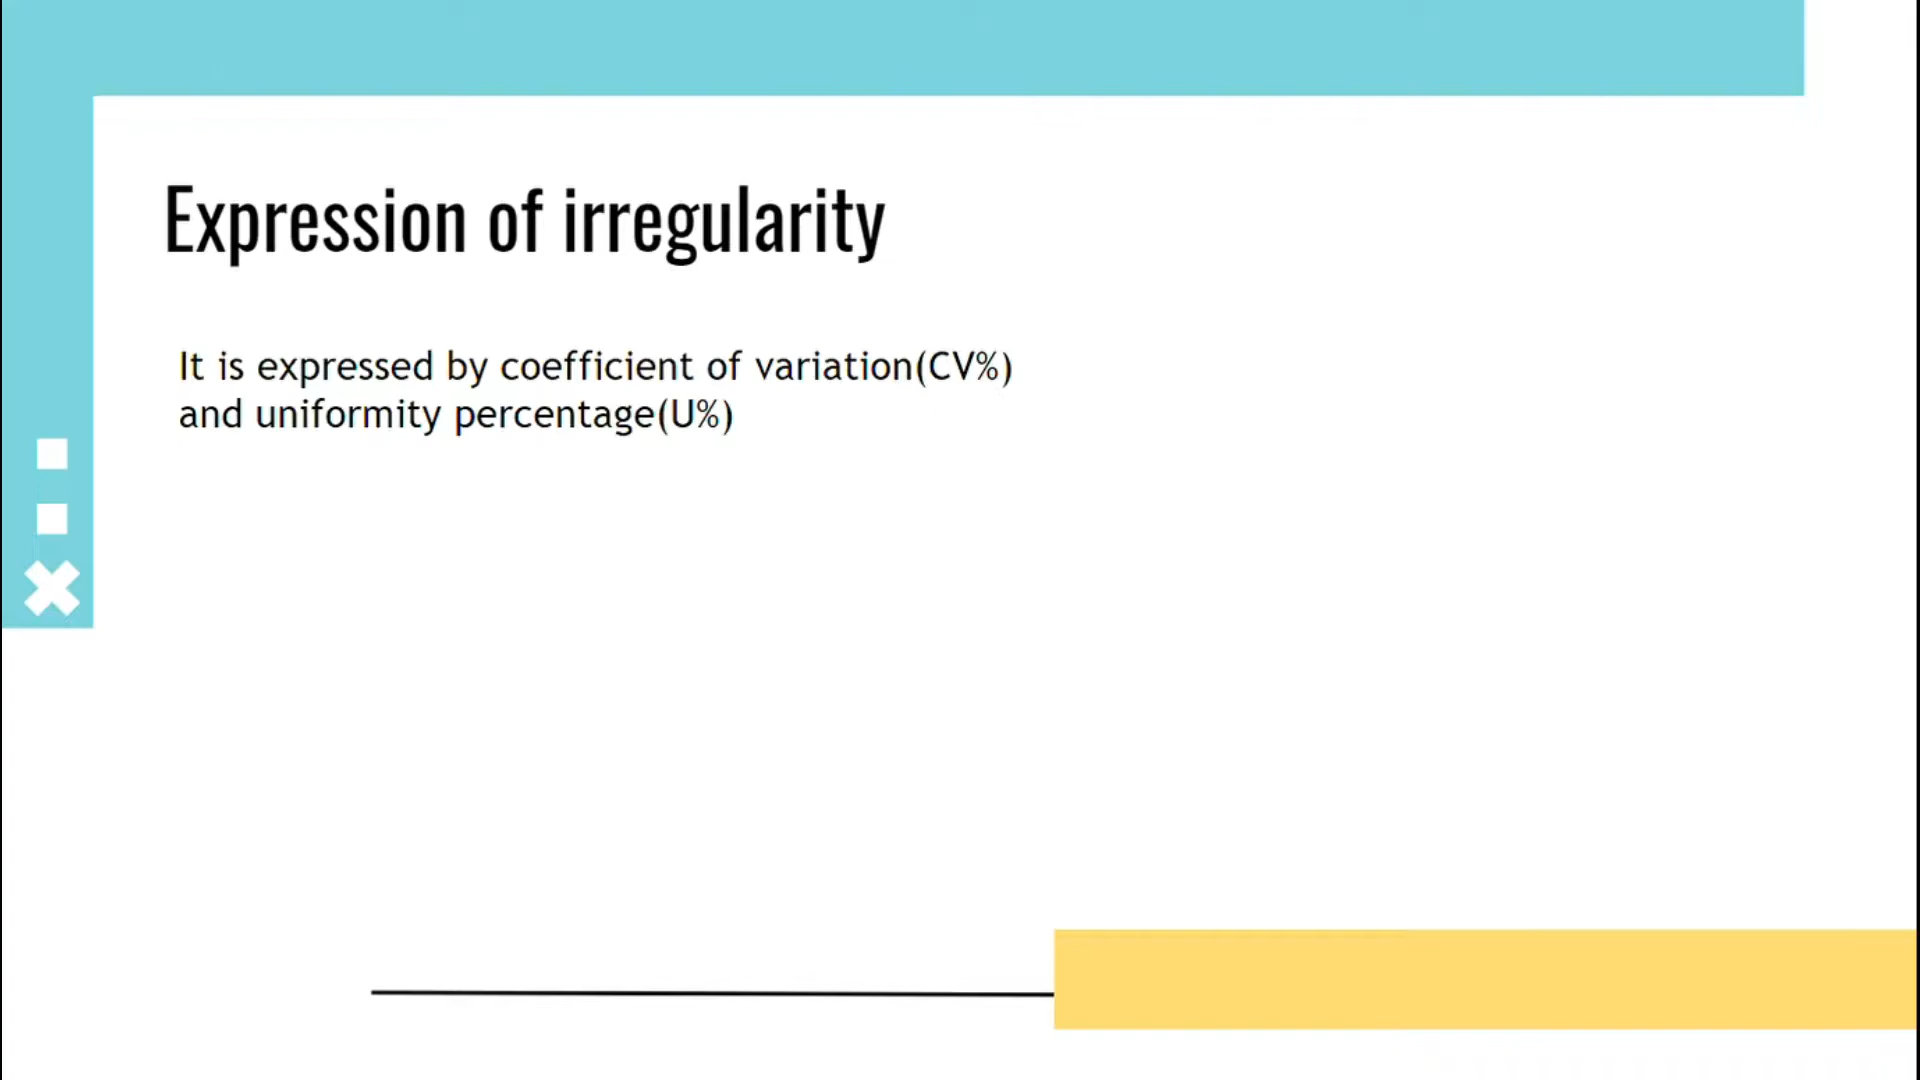 Expression of irregularity
It is expressed by coefficient of variation(CV%)
and uniformity percentage(U%)